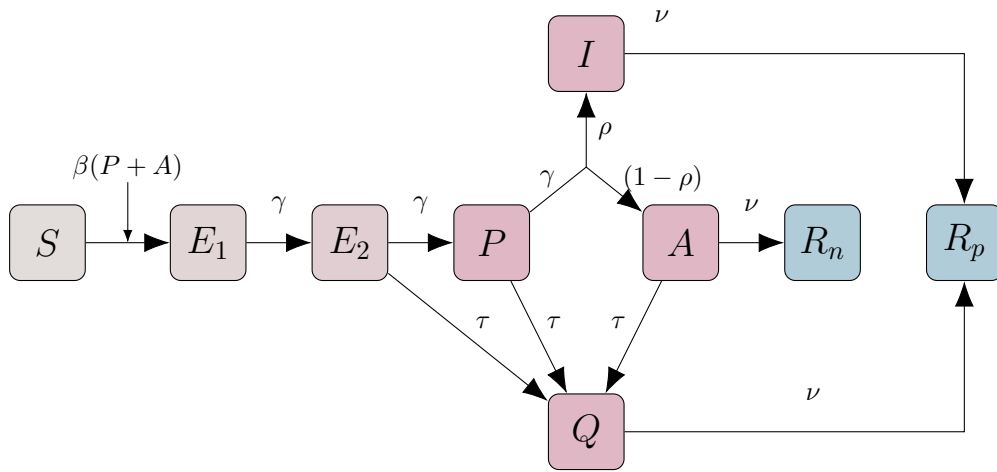 ν
I
ρ
β(P + A)
γ
γ
γ
(1 − ρ)
ν
S
E₁
E₂
P
A
Rₙ
Rₚ
τ
τ
τ
ν
Q